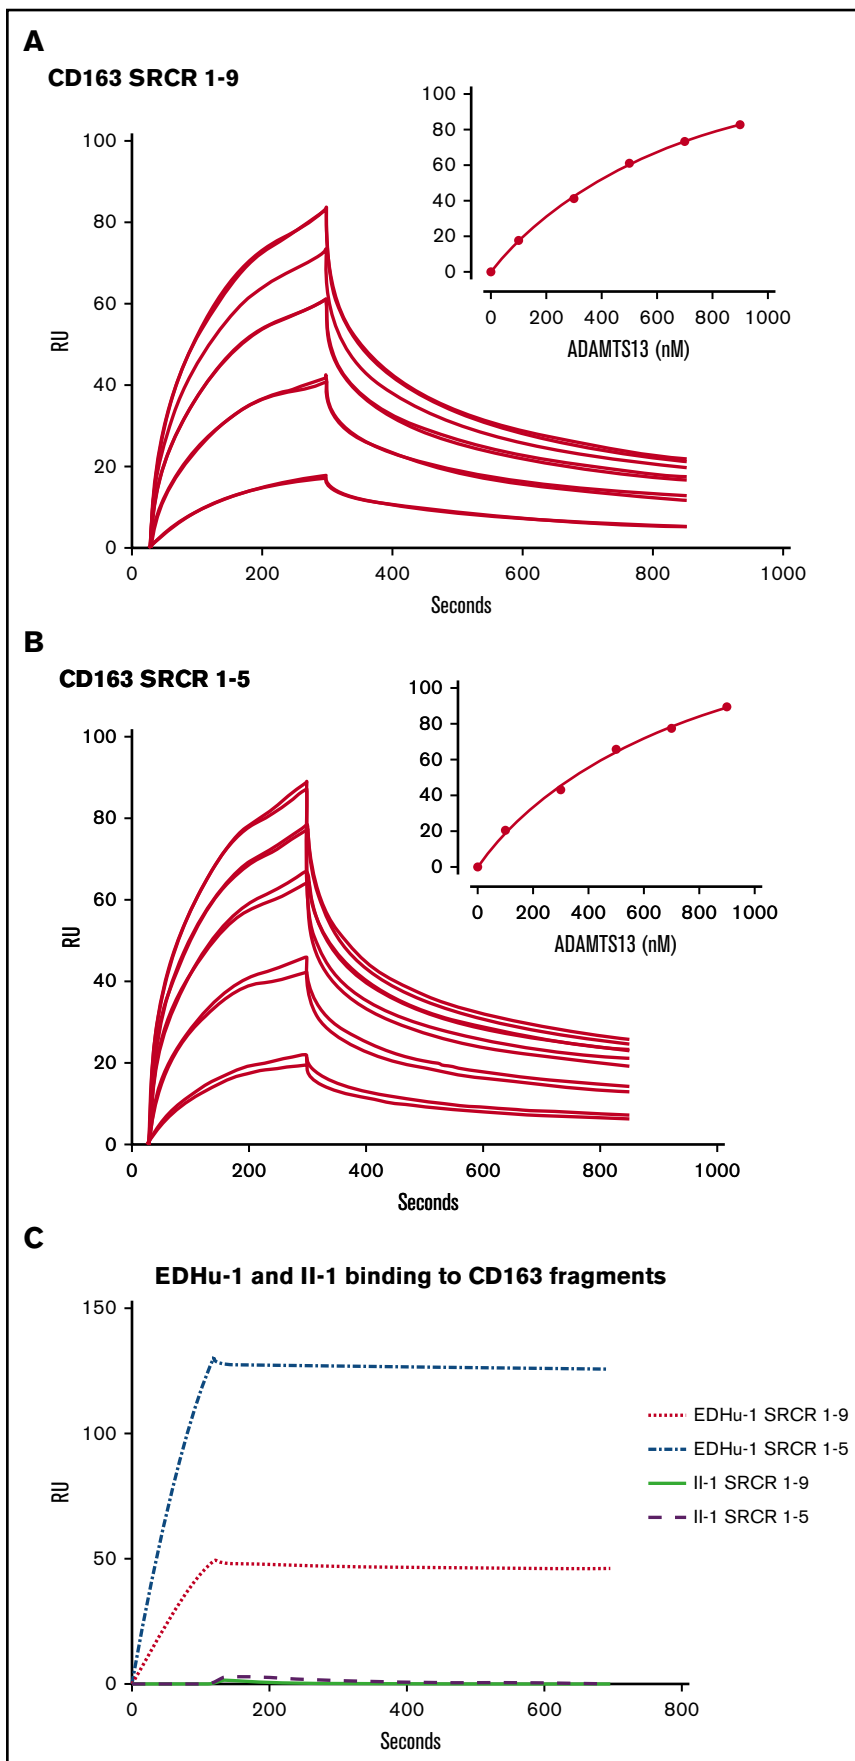 A
CD163 SRCR 1-9
100
80
60
40
20
0
RU
0 200 400 600 800 1000
Seconds
100
80
60
40
20
0
0 200 400 600 800 1000
ADAMTS13 (nM)
B
CD163 SRCR 1-5
100
80
60
40
20
0
RU
0 200 400 600 800 1000
Seconds
100
80
60
40
20
0
0 200 400 600 800 1000
ADAMTS13 (nM)
C
EDHu-1 and II-1 binding to CD163 fragments
150
100
50
0
RU
0 200 400 600 800
Seconds
EDHu-1 SRCR 1-9
EDHu-1 SRCR 1-5
II-1 SRCR 1-9
II-1 SRCR 1-5